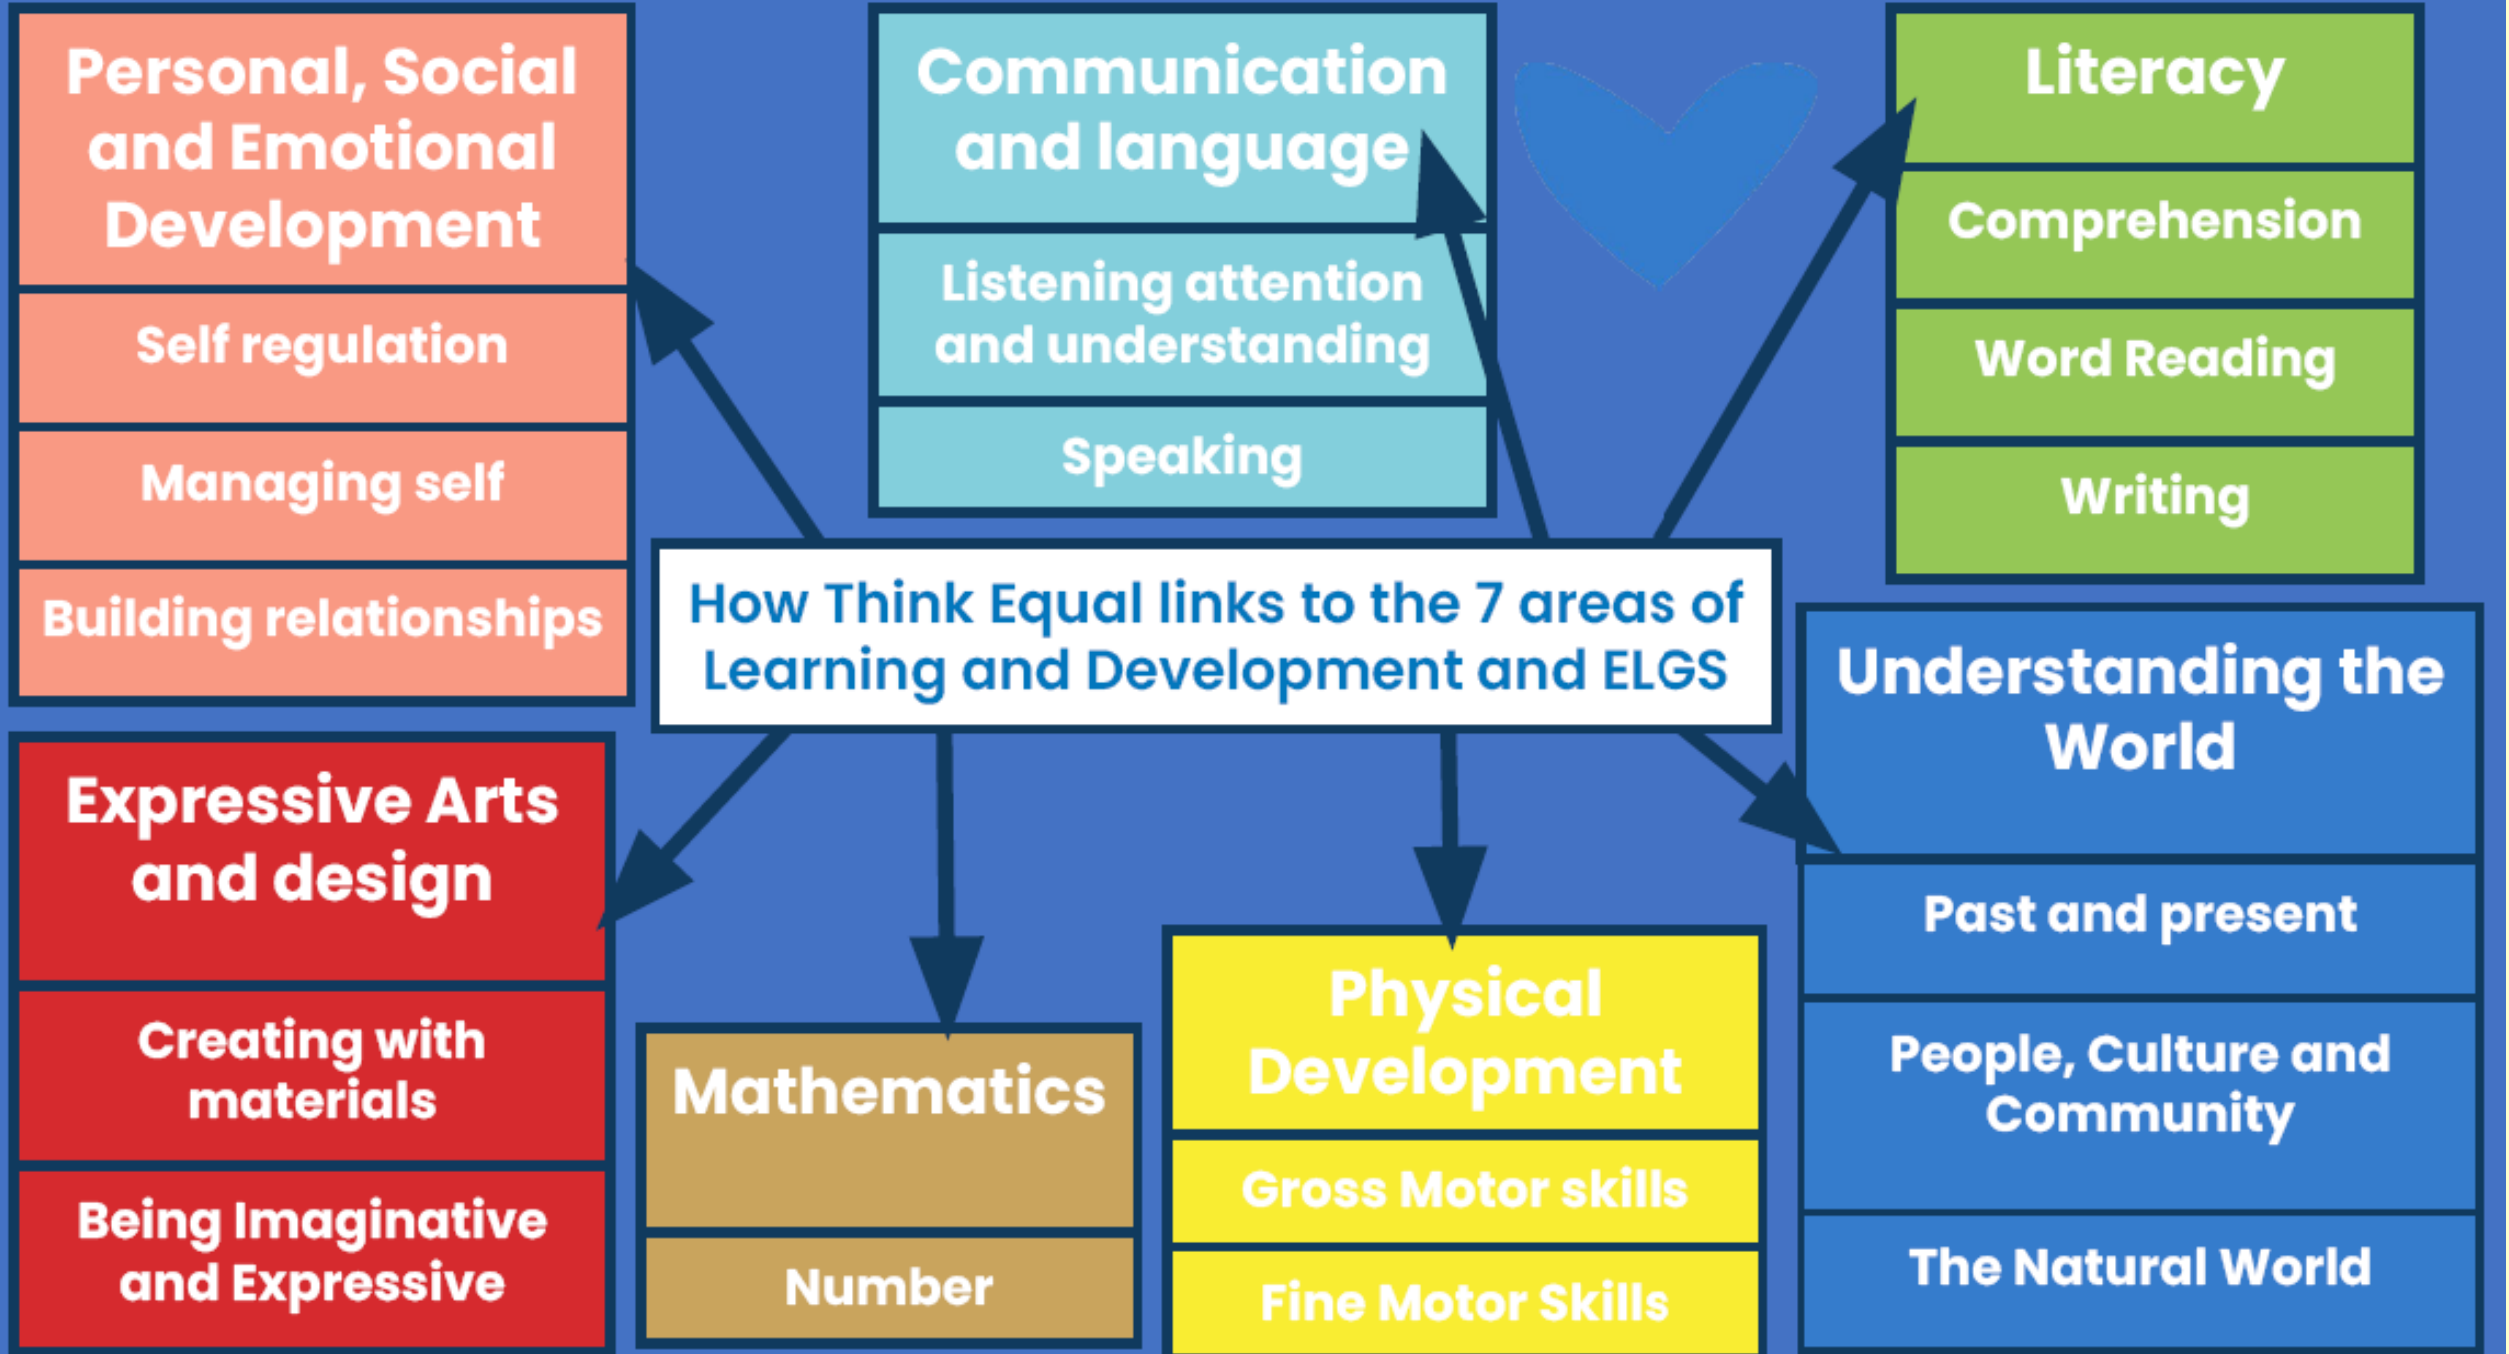 Personal, Social
and Emotional
Development
Self regulation
Managing self
Building relationships
Communication
and language
Listening attention
and understanding
Speaking
Literacy
Comprehension
Word Reading
Writing
How Think Equal links to the 7 areas of
Learning and Development and ELGS
Expressive Arts
and design
Creating with
materials
Being Imaginative
and Expressive
Mathematics
Number
Physical
Development
Gross Motor skills
Fine Motor Skills
Understanding the
World
Past and present
People, Culture and
Community
The Natural World